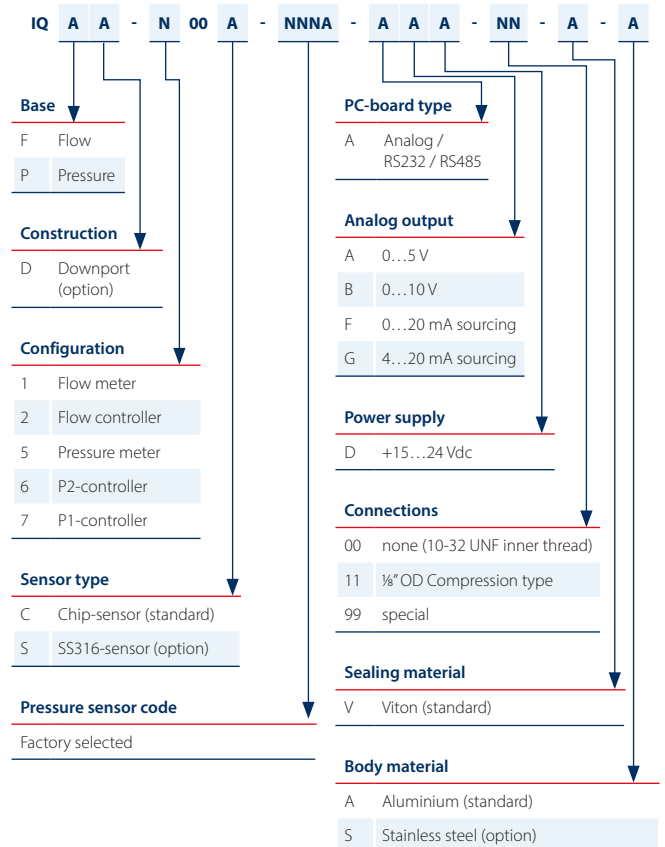 IQ A A - N 00 A - NNNA - A A A - NN - A - A
Base
F Flow
P Pressure
Construction
D Downport
(option)
Configuration
1 Flow meter
2 Flow controller
5 Pressure meter
6 P2-controller
7 P1-controller
Sensor type
C Chip-sensor (standard)
S SS316-sensor (option)
Pressure sensor code
Factory selected
PC-board type
A Analog /
RS232 / RS485
Analog output
A 0…5 V
B 0…10 V
F 0…20 mA sourcing
G 4…20 mA sourcing
Power supply
D +15…24 Vdc
Connections
00 none (10-32 UNF inner thread)
11 ⅛” OD Compression type
99 special
Sealing material
V Viton (standard)
Body material
A Aluminium (standard)
S Stainless steel (option)